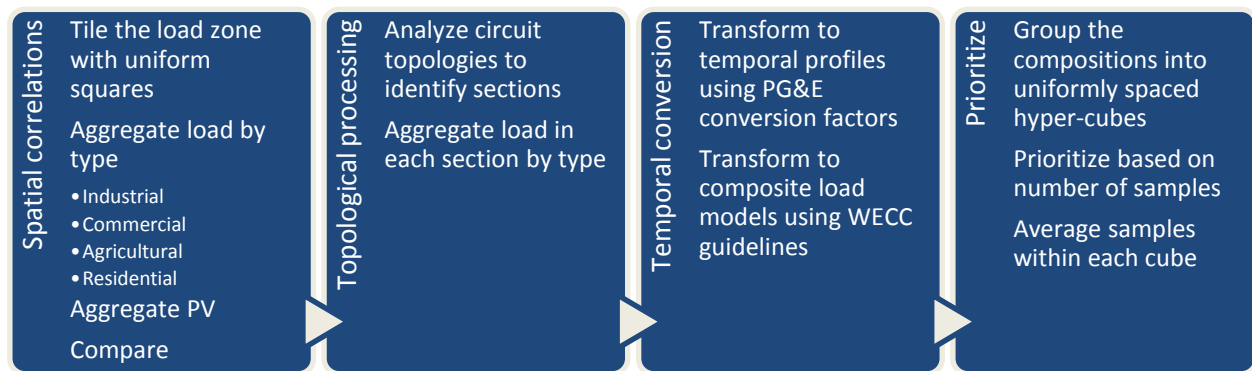 Spatial correlations
Tile the load zone
with uniform
squares
Aggregate load by
type
• Industrial
• Commercial
• Agricultural
• Residential
Aggregate PV
Compare
Topological processing
Analyze circuit
topologies to
identify sections
Aggregate load in
each section by type
Temporal conversion
Transform to
temporal profiles
using PG&E
conversion factors
Transform to
composite load
models using WECC
guidelines
Prioritize
Group the
compositions into
uniformly spaced
hyper-cubes
Prioritize based on
number of samples
Average samples
within each cube